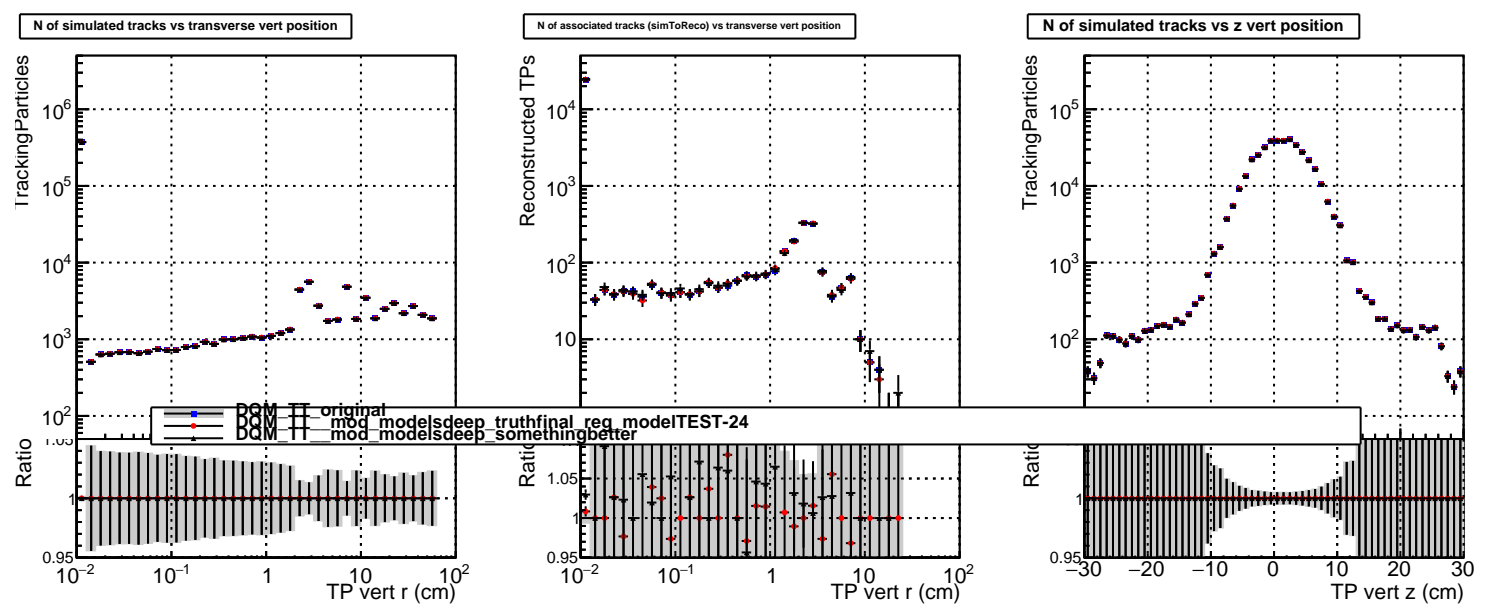 N of simulated tracks vs transverse vert position
N of associated tracks (simToReco) vs transverse vert position
N of simulated tracks vs z vert position
TrackingParticles
10^6
10^5
10^4
10^3
10^2
Reconstructed TPs
10^4
10^3
10^2
10
TrackingParticles
10^5
10^4
10^3
10^2
DQM_TT_original
DQM_TT__mod_modelsdeep_truthfinal_reg_modelTEST-24
DQM_TT__mod_modelsdeep_somethingbetter
Ratio
1.05
1
0.95
10^−2 10^−1 1 10 10^2
TP vert r (cm)
Ratio
1.05
1
0.95
10^−2 10^−1 1 10 10^2
TP vert r (cm)
Ratio
1
0.95
−30 −20 −10 0 10 20 30
TP vert z (cm)